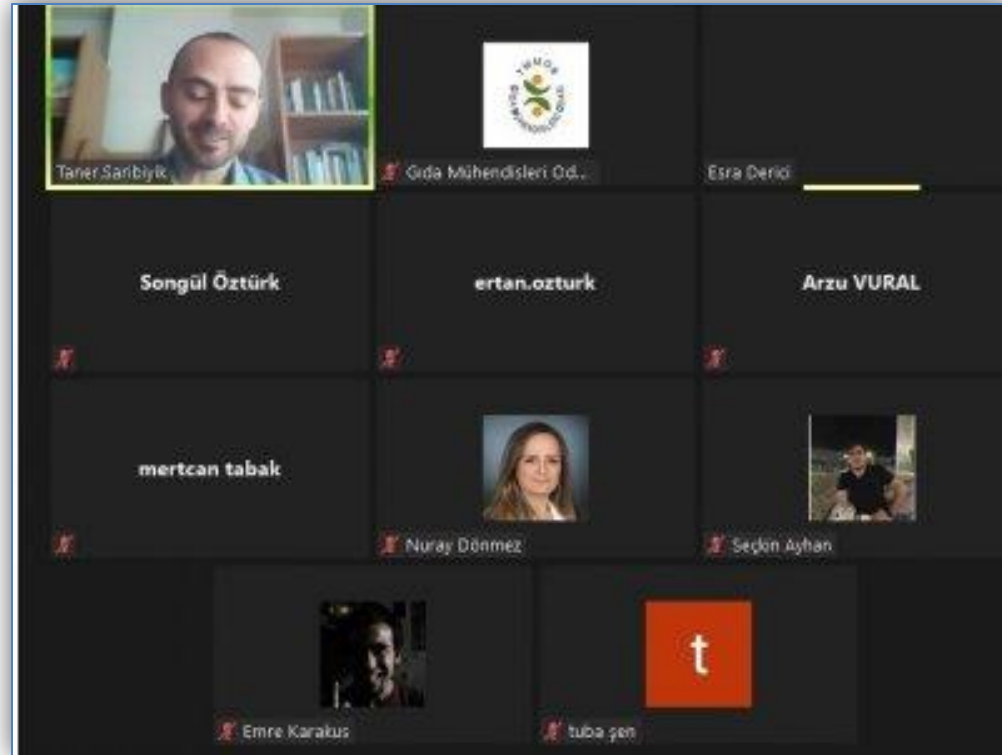 Taner Sarıbıyık
TMMOB
Gıda Mühendisleri Od...
Esra Derici
Songül Öztürk
ertan.ozturk
Arzu VURAL
mertcan tabak
Nuray Dönmez
Seçkin Ayhan
Emre Karakus
t
tuba şen